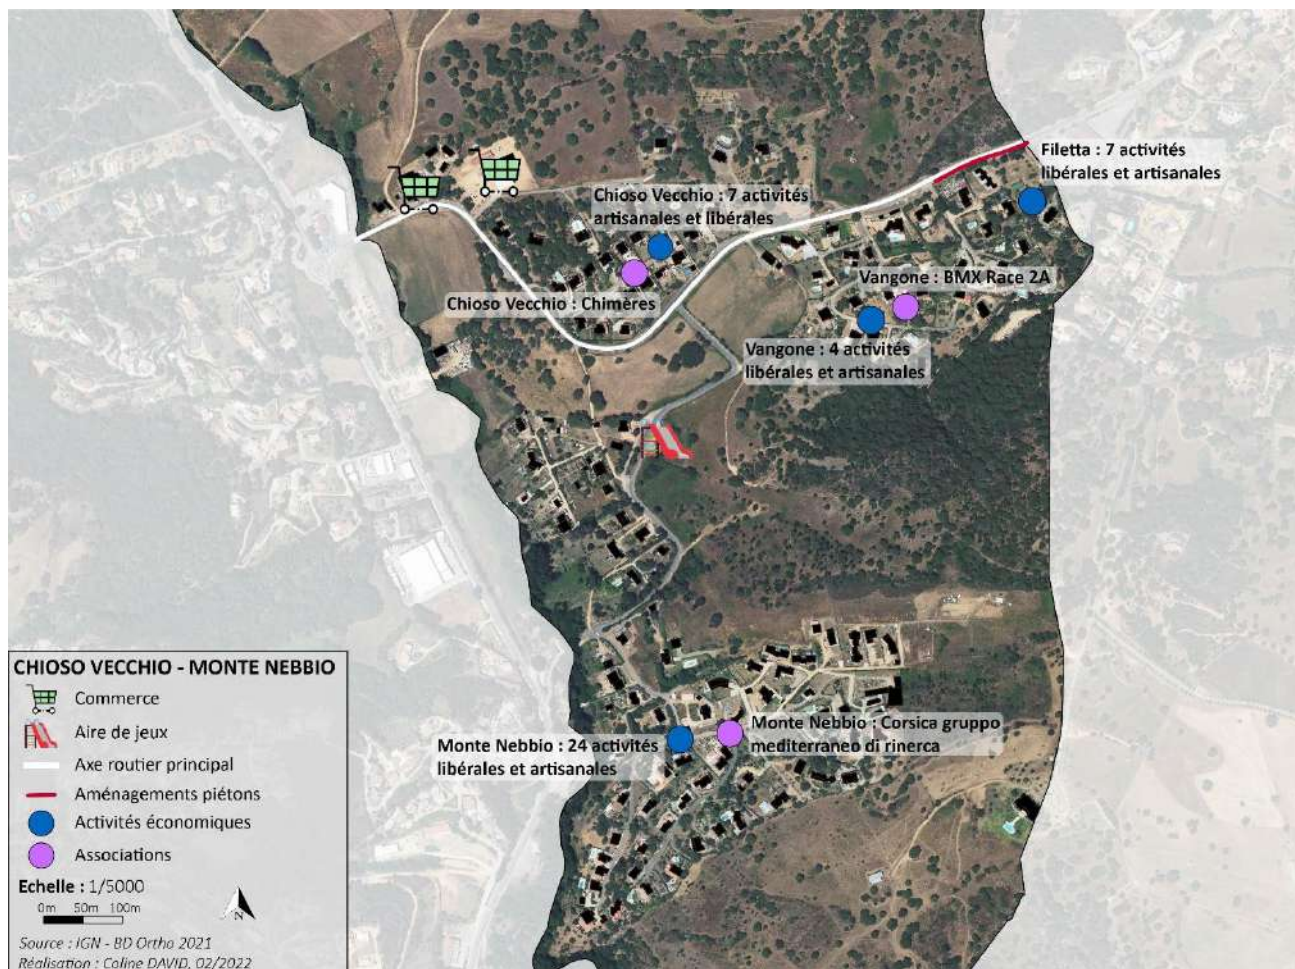 Filetta : 7 activités
libérales et artisanales
Chioso Vecchio : 7 activités
artisanales et libérales
Vangone : BMX Race 2A
Chioso Vecchio : Chimères
Vangone : 4 activités
libérales et artisanales
Monte Nebbio : Corsica gruppo
mediterraneo di rinerca
Monte Nebbio : 24 activités
libérales et artisanales
CHIOSO VECCHIO - MONTE NEBBIO
Commerce
Aire de jeux
Axe routier principal
Aménagements piétons
Activités économiques
Associations
Echelle : 1/5000
0m 50m 100m
N
Source : IGN - BD Ortho 2021
Réalisation : Coline DAVID, 02/2022